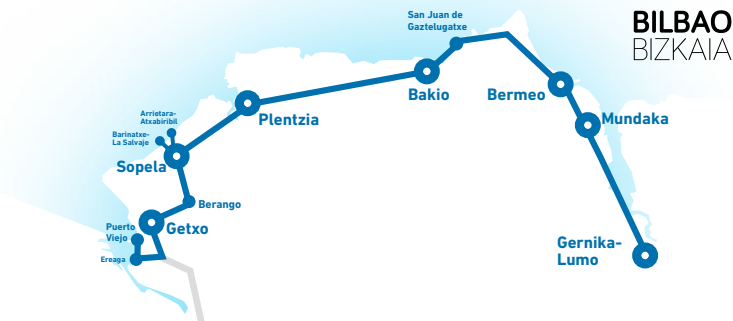 San Juan de
Gaztelugatxe
BILBAO
BIZKAIA
Bakio
Bermeo
Plentzia
Mundaka
Arrietara-
Atxabiribil
Barinatxe-
La Salvaje
Sopela
Berango
Getxo
Puerto
Viejo
Ereaga
Gernika-
Lumo